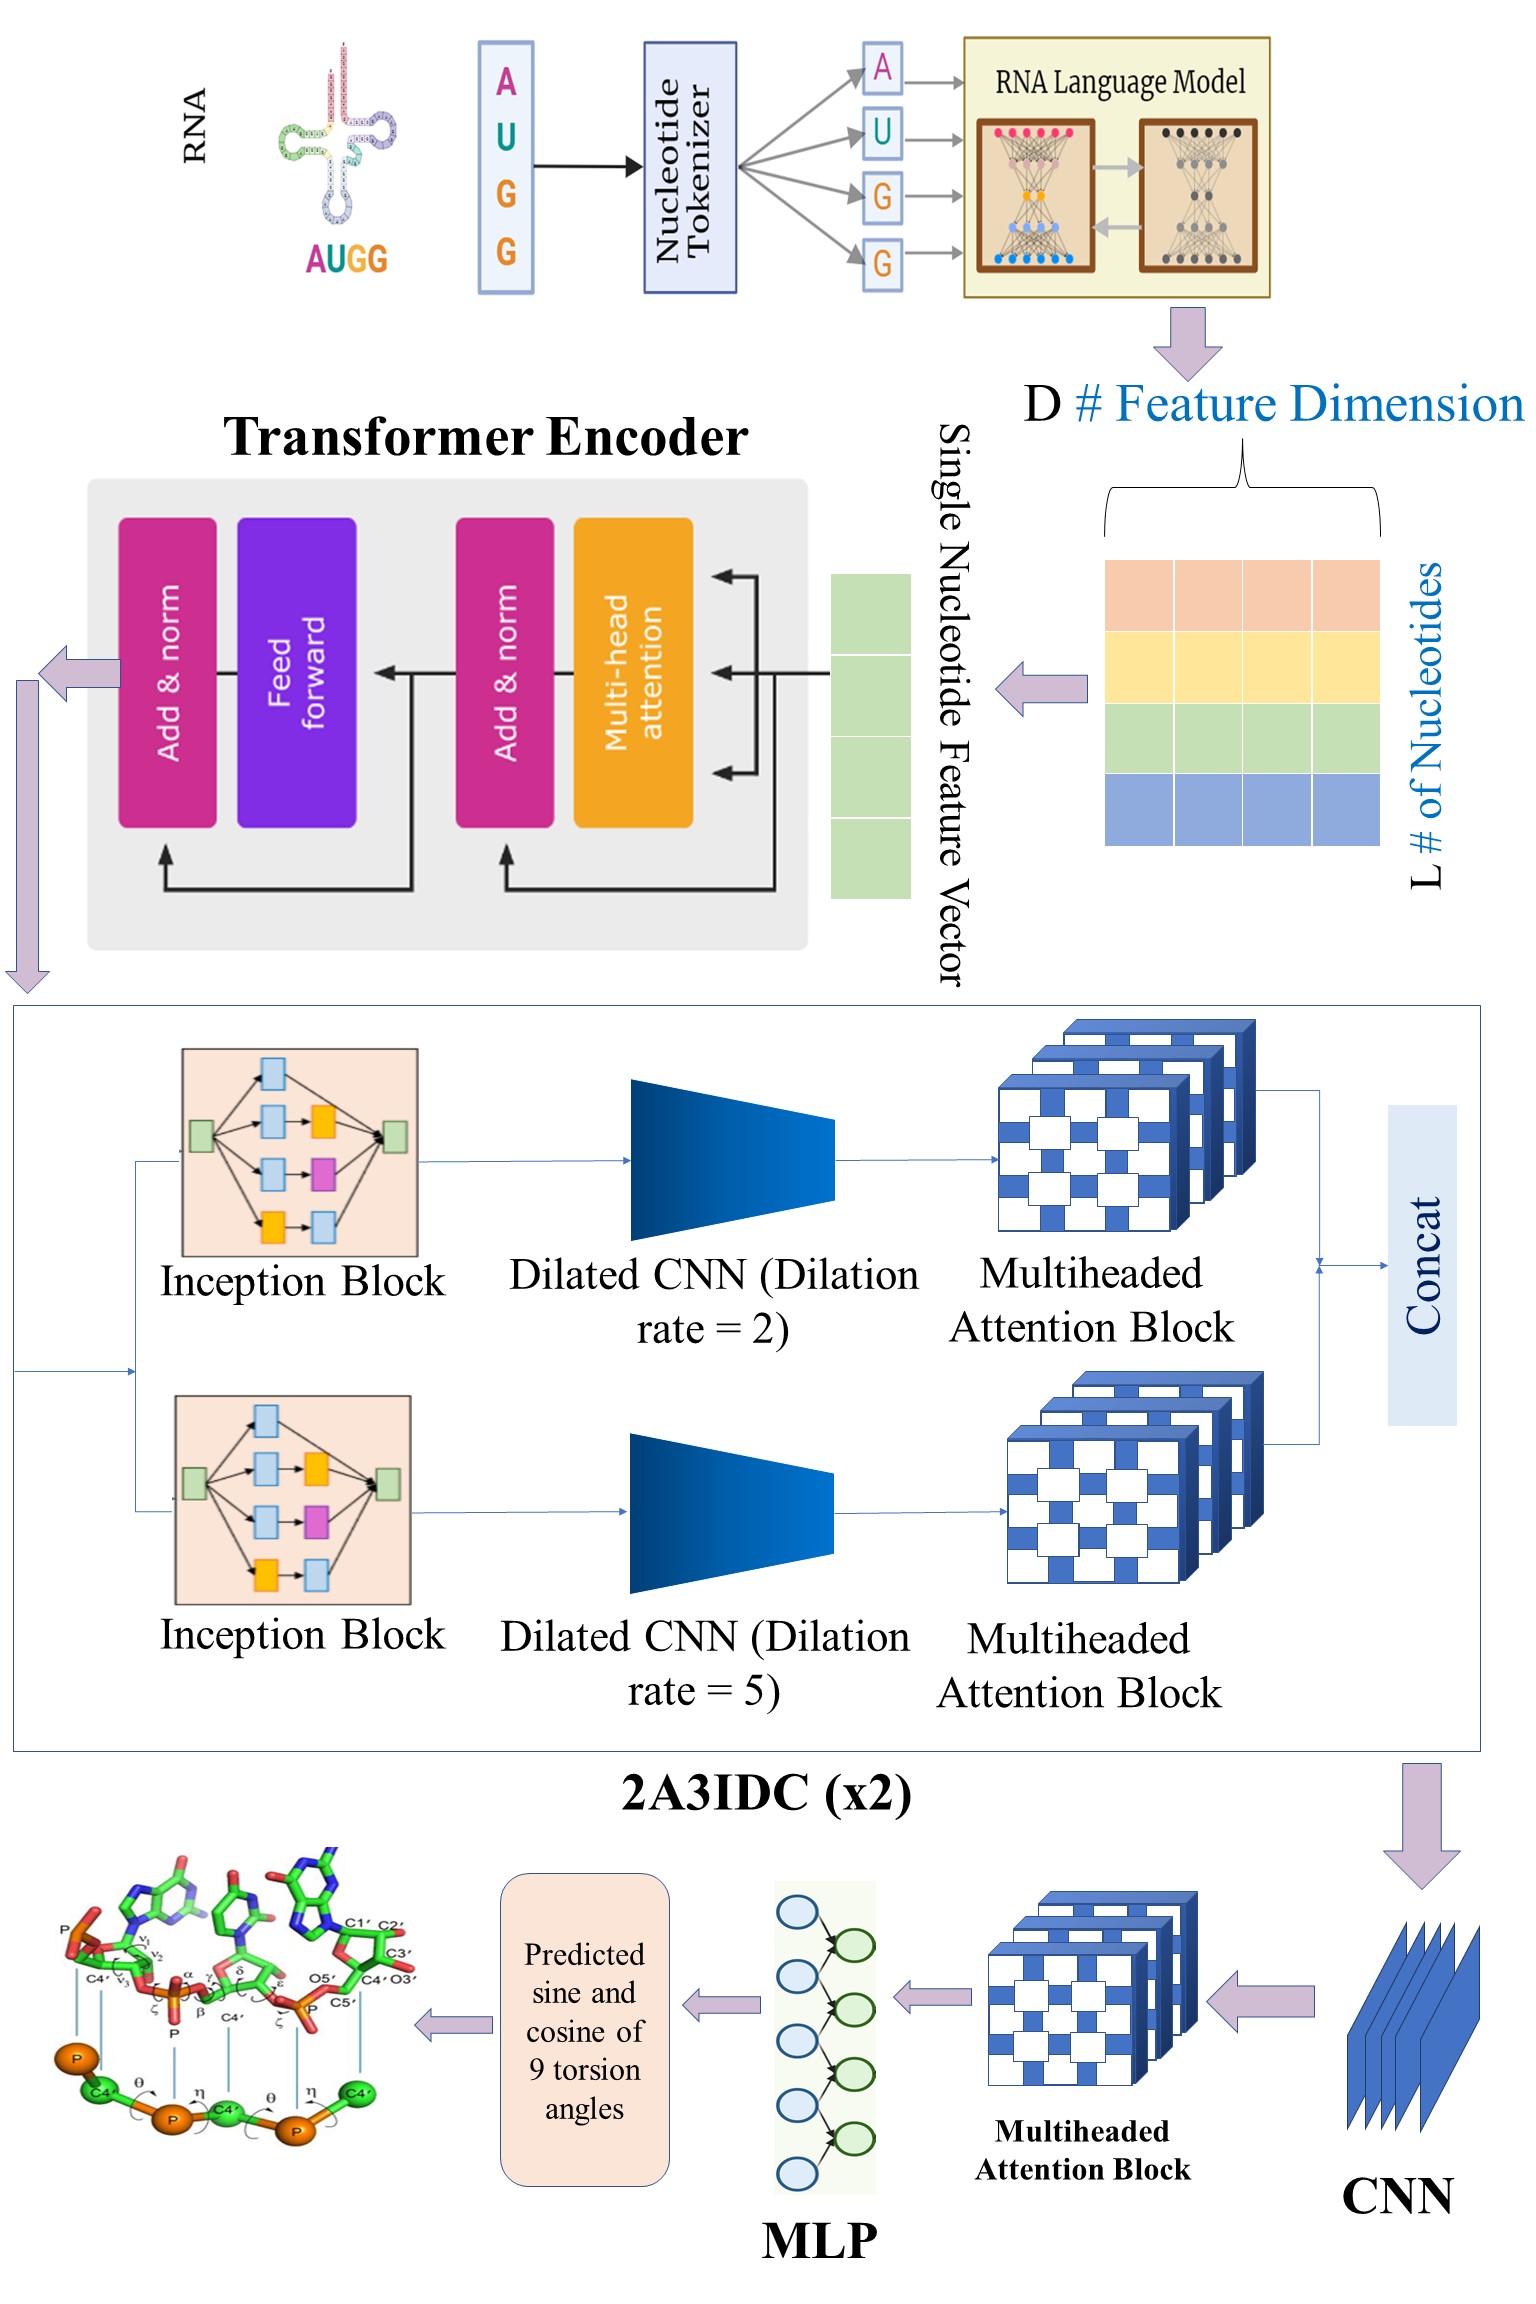 RNA
AUGG
A
U
G
G
Nucleotide
Tokenizer
A
U
G
G
RNA Language Model
D # Feature Dimension
L # of Nucleotides
Single Nucleotide Feature Vector
Transformer Encoder
Multi-head
attention
Add & norm
Feed
forward
Add & norm
Inception Block
Dilated CNN (Dilation
rate = 2)
Multiheaded
Attention Block
Concat
Inception Block
Dilated CNN (Dilation
rate = 5)
Multiheaded
Attention Block
2A3IDC (x2)
CNN
Multiheaded
Attention Block
MLP
Predicted
sine and
cosine of
9 torsion
angles
P
C4'
ν1
ν2
ν3
ζ
α
β
γ
δ
ε
ζ
P
C4'
P
O5'
C5'
C4'
O3'
C3'
C2'
C1'
P
C4'
θ
P
η
C4'
θ
P
η
C4'